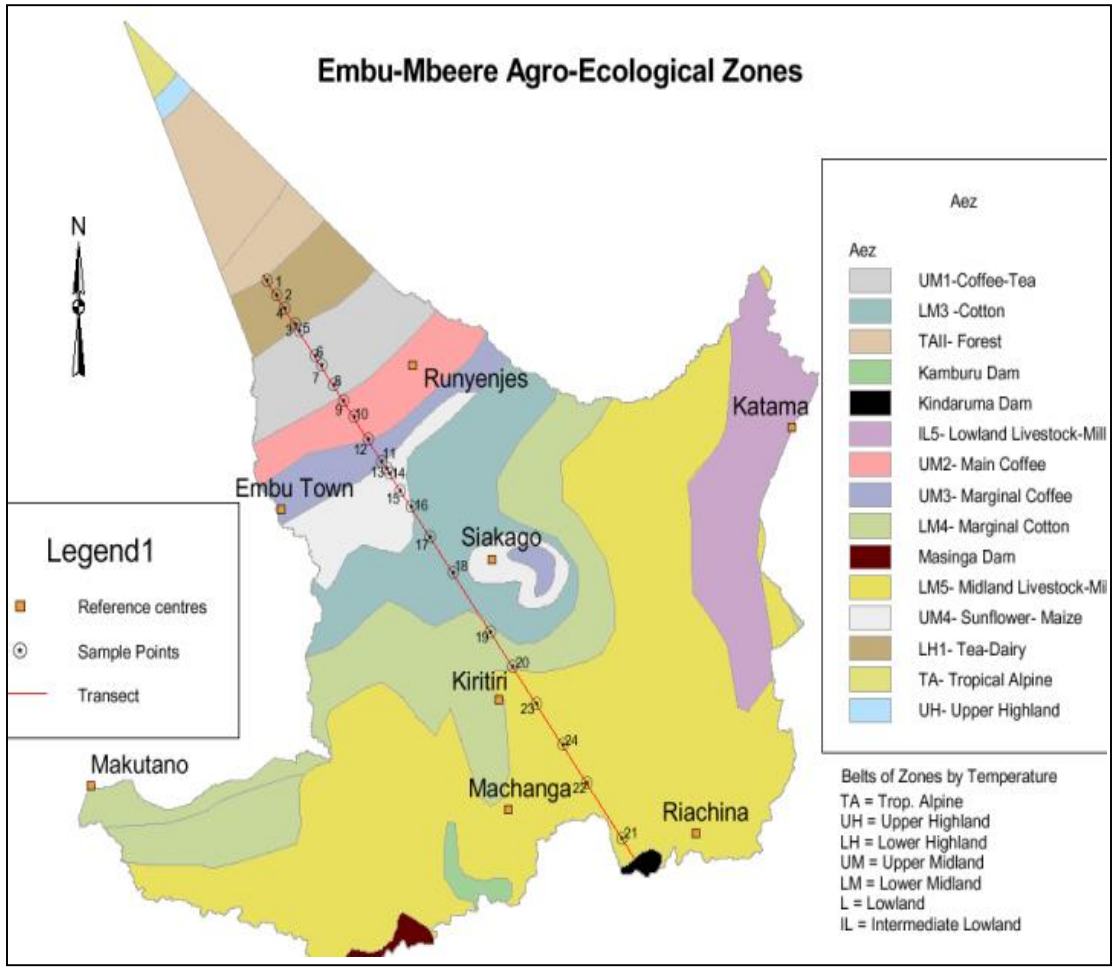 Embu-Mbeere Agro-Ecological Zones
N
Aez
Aez
UM1-Coffee-Tea
LM3 -Cotton
TAII- Forest
Kamburu Dam
Kindaruma Dam
IL5- Lowland Livestock-Mill
UM2- Main Coffee
UM3- Marginal Coffee
LM4- Marginal Cotton
Masinga Dam
LM5- Midland Livestock-Mil
UM4- Sunflower- Maize
LH1- Tea-Dairy
TA- Tropical Alpine
UH- Upper Highland
Belts of Zones by Temperature
TA = Trop. Alpine
UH = Upper Highland
LH = Lower Highland
UM = Upper Midland
LM = Lower Midland
L = Lowland
IL = Intermediate Lowland
1
2
4
3
5
6
7
8
9
10
12
11
13
14
15
16
17
18
19
20
23
24
22
21
Runyenjes
Katama
Embu Town
Siakago
Kiritiri
Makutano
Machanga
Riachina
Legend1
Reference centres
Sample Points
Transect